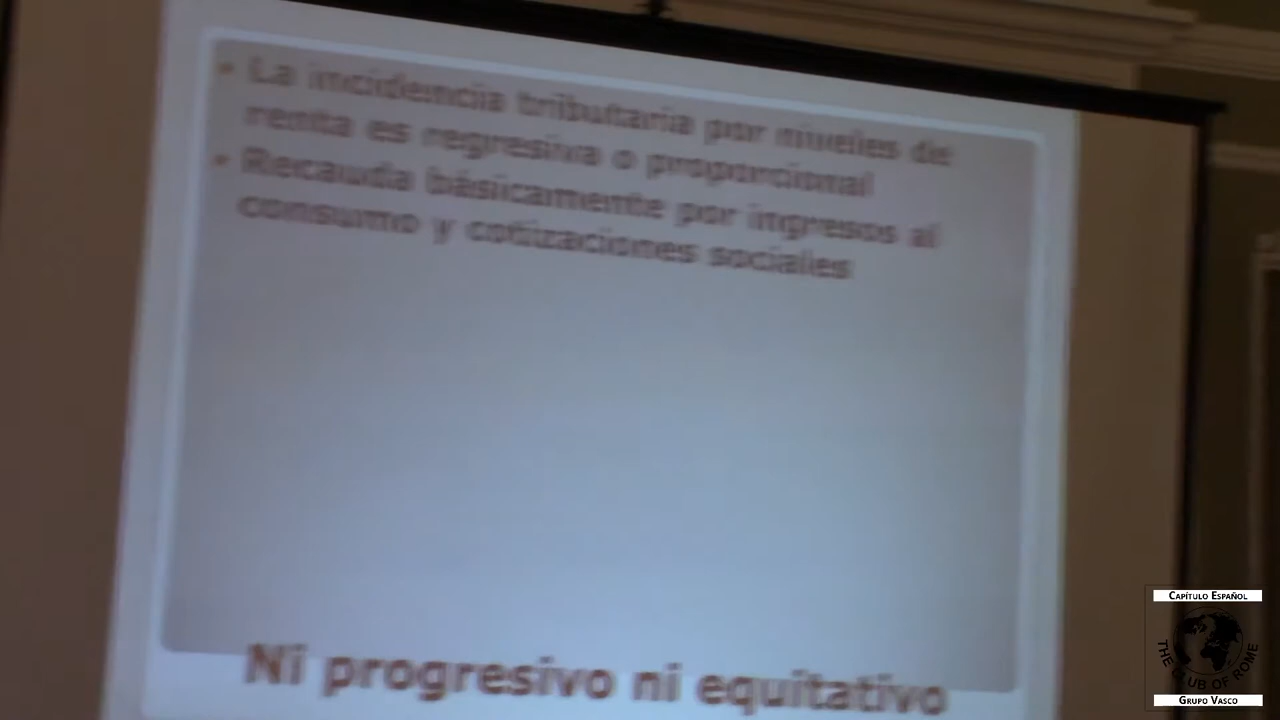 • La incidencia tributaria por niveles de
renta es regresiva o proporcional
• Recauda básicamente por ingresos al
consumo y cotizaciones sociales
Ni progresivo ni equitativo
CAPÍTULO ESPAÑOL
THE CLUB OF ROME
GRUPO VASCO